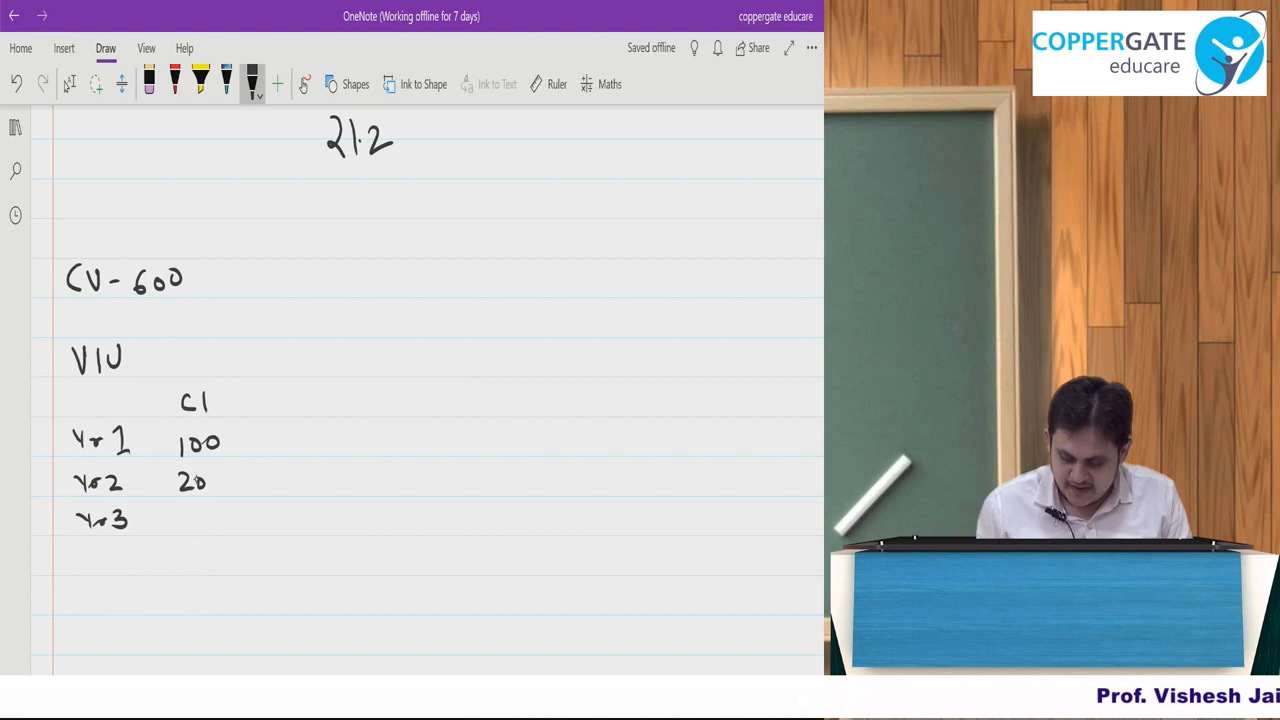 OneNote (Working offline for 7 days)
coppergate educare
Home Insert Draw View Help
Saved offline
Share
Shapes
Ink to Shape
Ink to Text
Ruler
Maths
21.2
CV - 600
VIU
CI
Yr 1 100
Yr 2 20
Yr 3
COPPERGATE
educare
Prof. Vishesh Jai